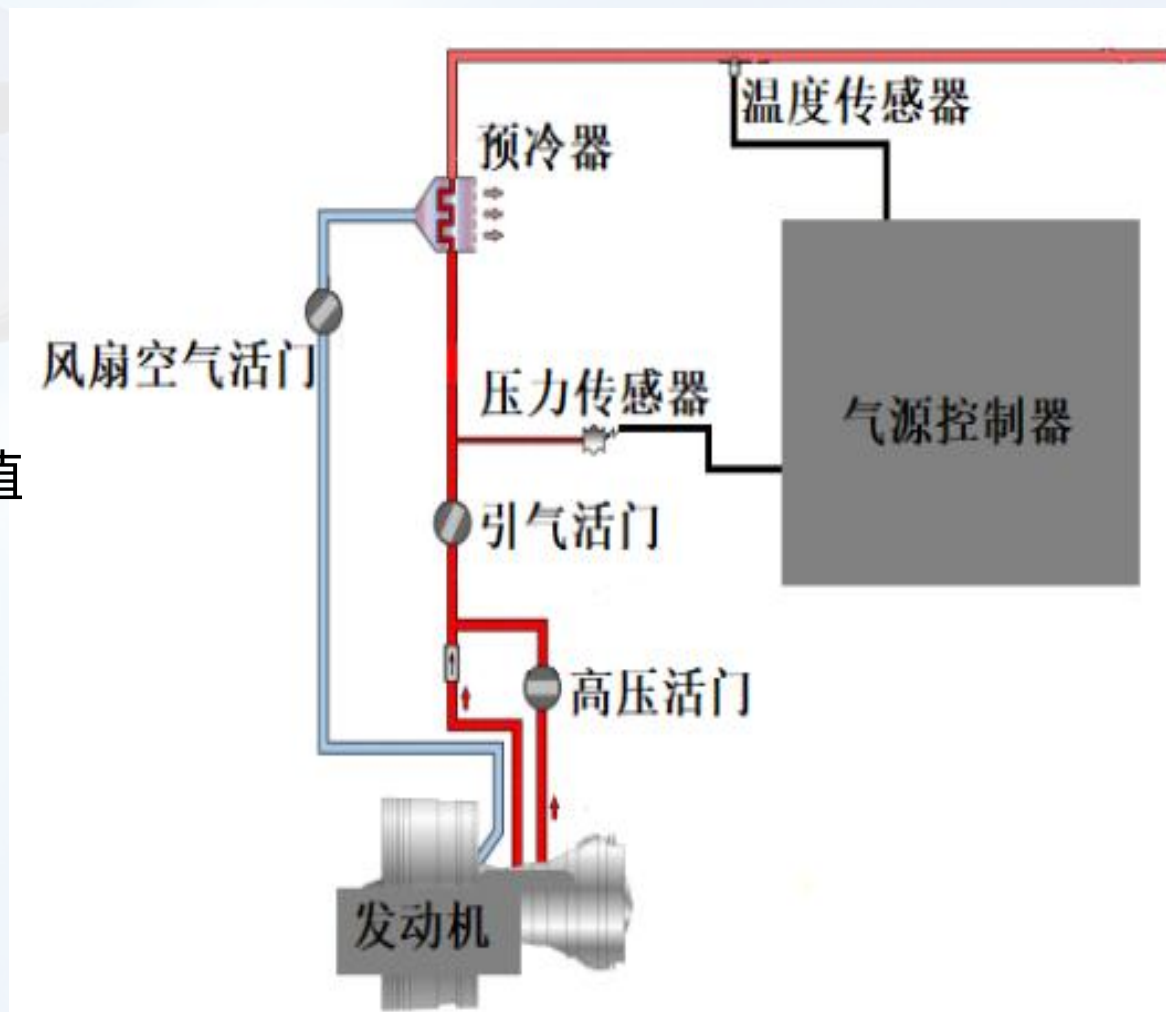 温度传感器
预冷器
风扇空气活门
压力传感器
气源控制器
值
引气活门
高压活门
发动机